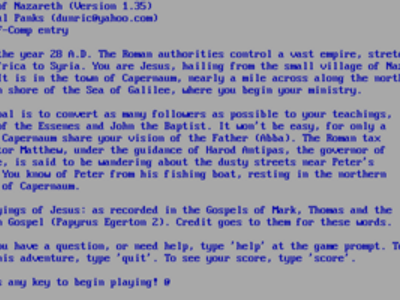 of Nazareth (Version 1.35)
l Panks (dunric@yahoo.com)
F-Comp entry
the year 28 A.D. The Roman authorities control a vast empire, stret
frica to Syria. You are Jesus, hailing from the small village of Naz
It is in the town of Capernaum, nearly a mile across along the north
n shore of the Sea of Galilee, where you begin your ministry.
oal is to convert as many followers as possible to your teachings,
of the Essenes and John the Baptist. It won't be easy, for only a
Capernaum share your vision of the Father (Abba). The Roman tax
tor Matthew, under the guidance of Harod Antipas, the governor of
e, is said to be wandering about the dusty streets near Peter's
You know of Peter from his fishing boat, resting in the northern
of Capernaum.
yings of Jesus: as recorded in the Gospels of Mark, Thomas and the
n Gospel (Papyrus Egerton 2). Credit goes to them for these words.
ou have a question, or need help, type 'help' at the game prompt. T
his adventure, type 'quit'. To see your score, type 'score'.
s any key to begin playing! @